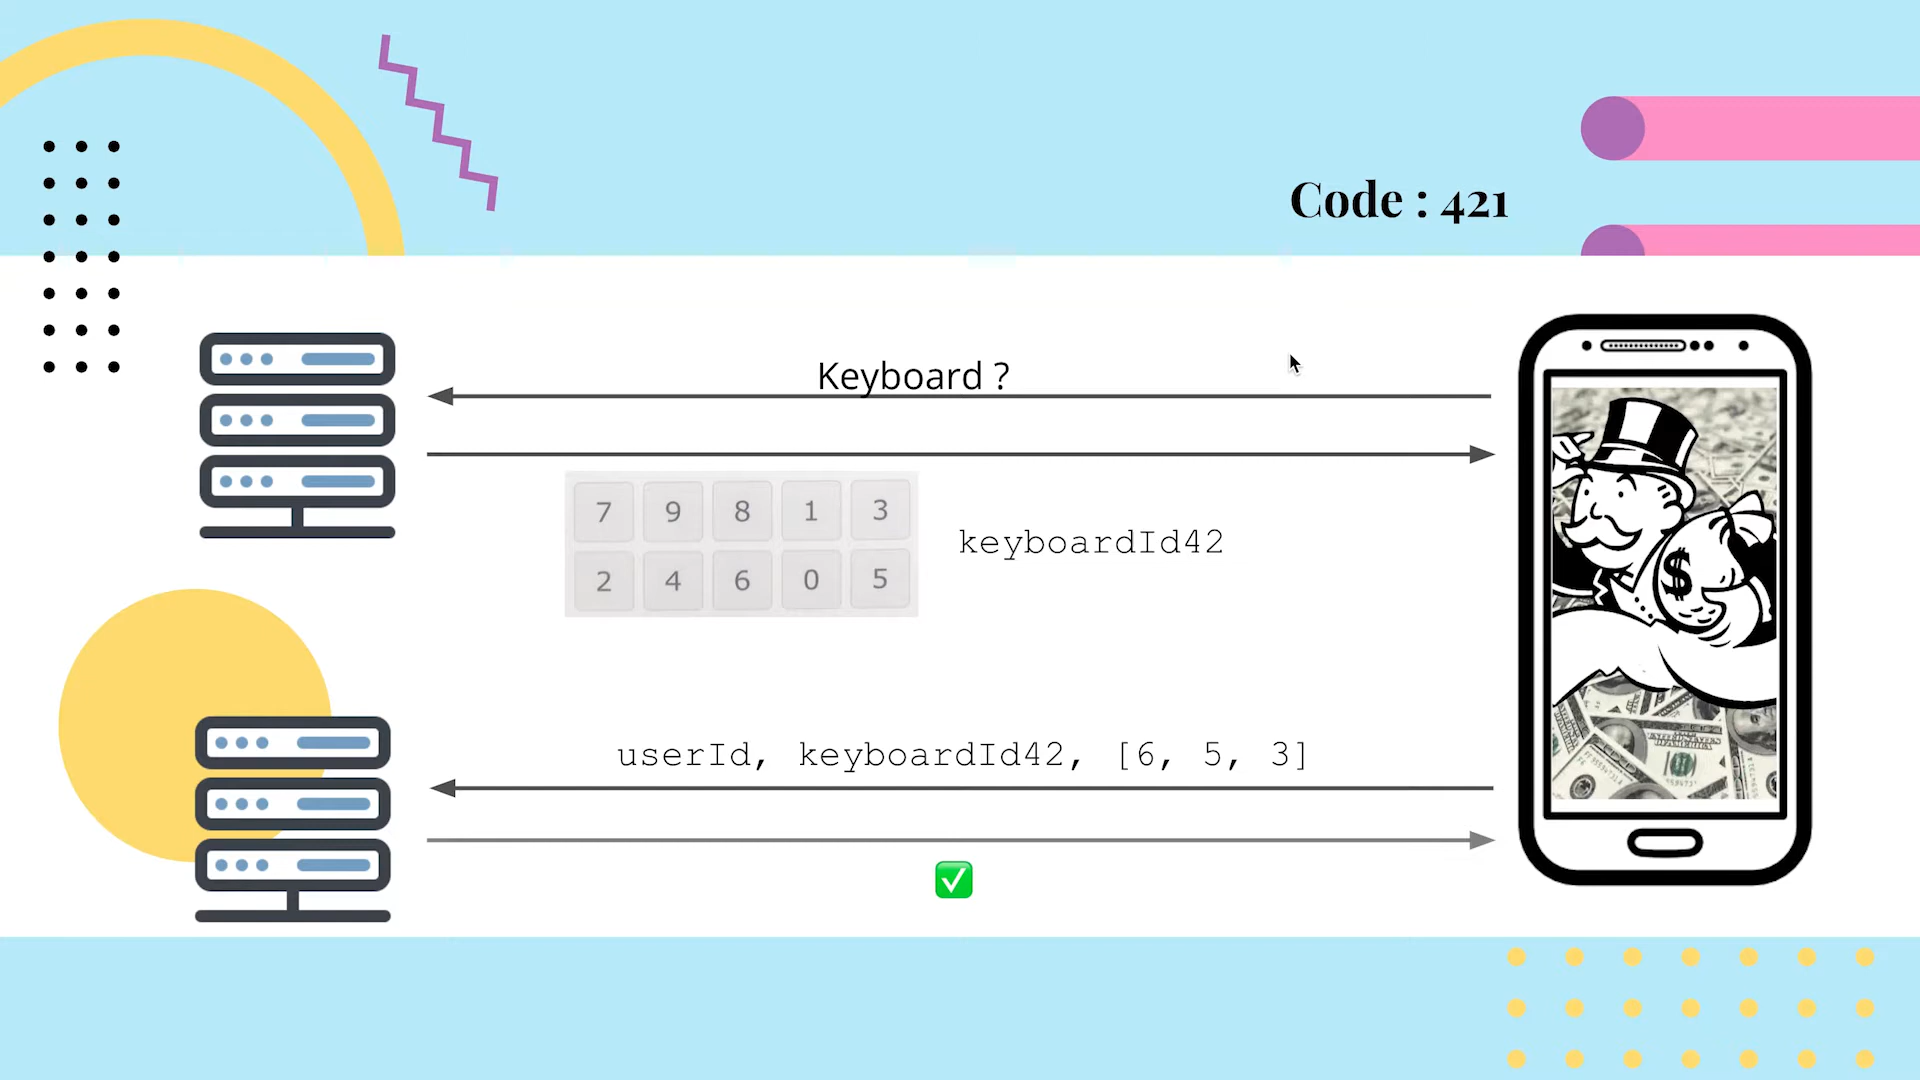 Code : 421
Keyboard ?
7 9 8 1 3
2 4 6 0 5
keyboardId42
userId, keyboardId42, [6, 5, 3]
$